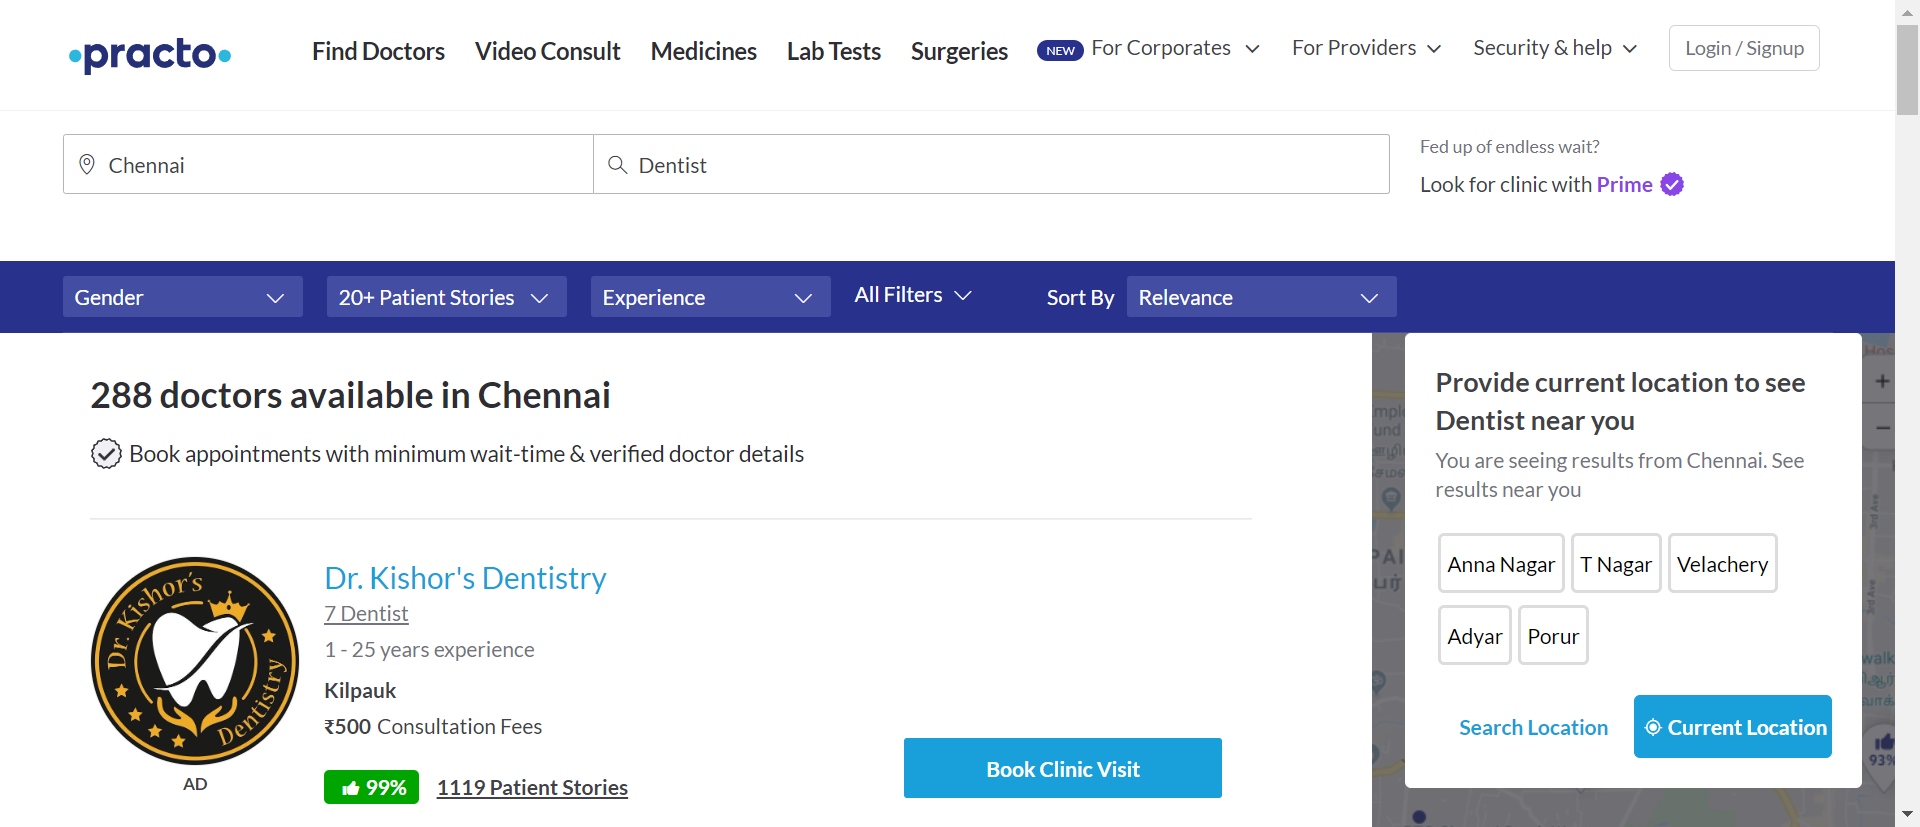 practo
Find Doctors
Video Consult
Medicines
Lab Tests
Surgeries
NEW For Corporates
For Providers
Security & help
Login / Signup
Chennai
Dentist
Fed up of endless wait?
Look for clinic with Prime
Gender
20+ Patient Stories
Experience
All Filters
Sort By
Relevance
288 doctors available in Chennai
Book appointments with minimum wait-time & verified doctor details
Dr. Kishor's
Dentistry
AD
Dr. Kishor's Dentistry
7 Dentist
1 - 25 years experience
Kilpauk
₹500 Consultation Fees
99%
1119 Patient Stories
Book Clinic Visit
Provide current location to see
Dentist near you
You are seeing results from Chennai. See
results near you
Anna Nagar
T Nagar
Velachery
Adyar
Porur
Search Location
Current Location
3rd Ave
3rd Ave
93%